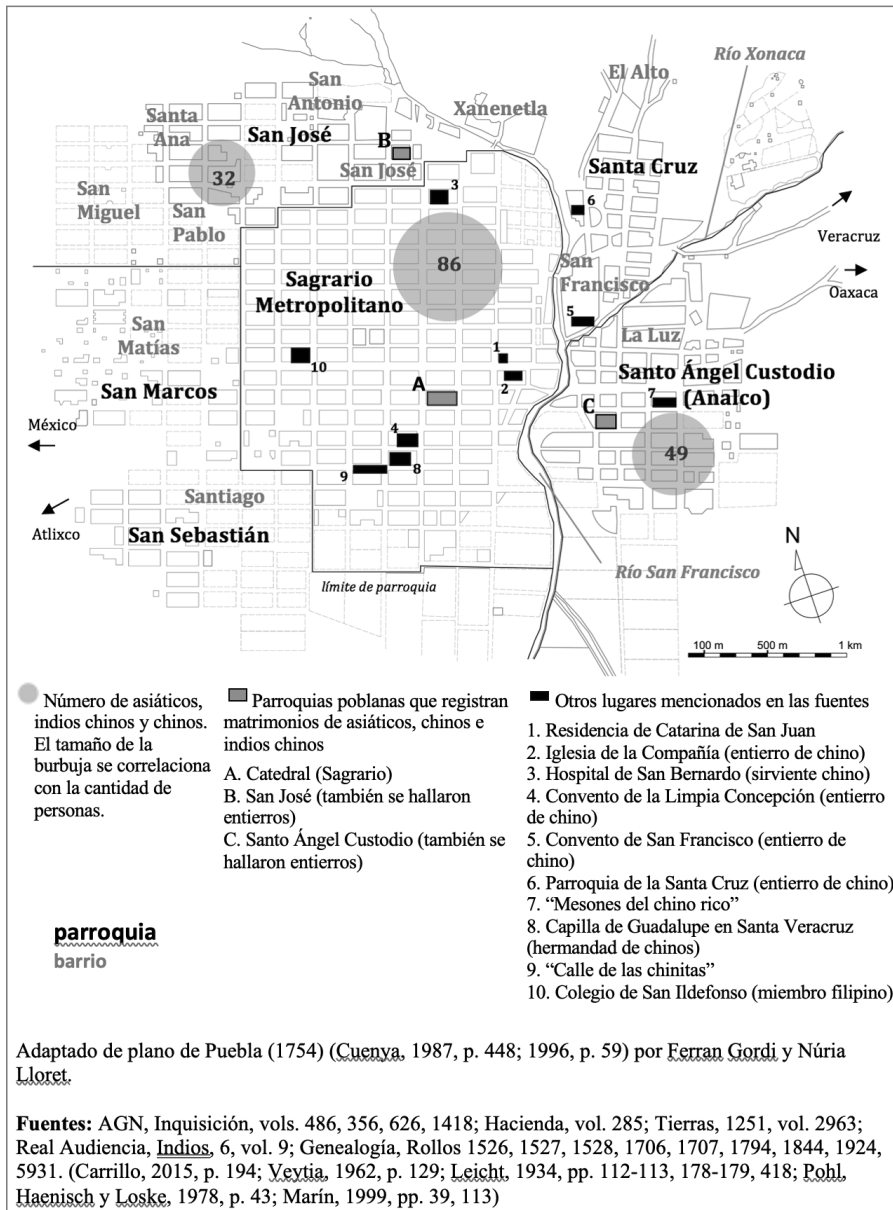 San
Antonio
El Alto
Río Xonaca
Santa
Ana
San José
B
Xanenetla
San José
Santa Cruz
32
3
6
San
Miguel
San
Pablo
Veracruz
86
San
Francisco
Oaxaca
Sagrario
Metropolitano
5
San
Matías
La Luz
1
10
2
Santo Ángel Custodio
(Analco)
San Marcos
A
7
C
México
4
49
9
8
Santiago
Atlixco
San Sebastián
N
Río San Francisco
límite de parroquia
100 m
500 m
1 km
Número de asiáticos,
indios chinos y chinos.
El tamaño de la
burbuja se correlaciona
con la cantidad de
personas.
Parroquias poblanas que registran
matrimonios de asiáticos, chinos e
indios chinos
A. Catedral (Sagrario)
B. San José (también se hallaron
entierros)
C. Santo Ángel Custodio (también se
hallaron entierros)
Otros lugares mencionados en las fuentes
1. Residencia de Catarina de San Juan
2. Iglesia de la Compañía (entierro de chino)
3. Hospital de San Bernardo (sirviente chino)
4. Convento de la Limpia Concepción (entierro
de chino)
5. Convento de San Francisco (entierro de
chino)
6. Parroquia de la Santa Cruz (entierro de chino)
7. “Mesones del chino rico”
8. Capilla de Guadalupe en Santa Veracruz
(hermandad de chinos)
9. “Calle de las chinitas”
10. Colegio de San Ildefonso (miembro filipino)
parroquia
barrio
Adaptado de plano de Puebla (1754) (Cuenya, 1987, p. 448; 1996, p. 59) por Ferran Gordi y Núria
Lloret.
Fuentes: AGN, Inquisición, vols. 486, 356, 626, 1418; Hacienda, vol. 285; Tierras, 1251, vol. 2963;
Real Audiencia, Indios, 6, vol. 9; Genealogía, Rollos 1526, 1527, 1528, 1706, 1707, 1794, 1844, 1924,
5931. (Carrillo, 2015, p. 194; Veytia, 1962, p. 129; Leicht, 1934, pp. 112-113, 178-179, 418; Pohl,
Haenisch y Loske, 1978, p. 43; Marín, 1999, pp. 39, 113)